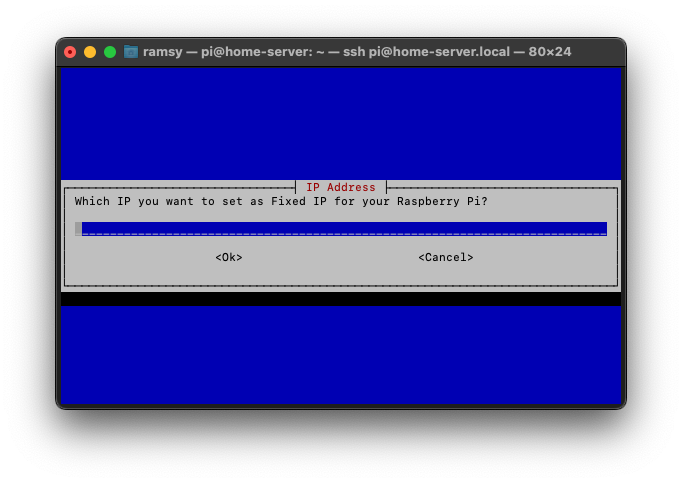 ramsy — pi@home-server: ~ — ssh pi@home-server.local — 80×24
IP Address
Which IP you want to set as Fixed IP for your Raspberry Pi?
<Ok> <Cancel>